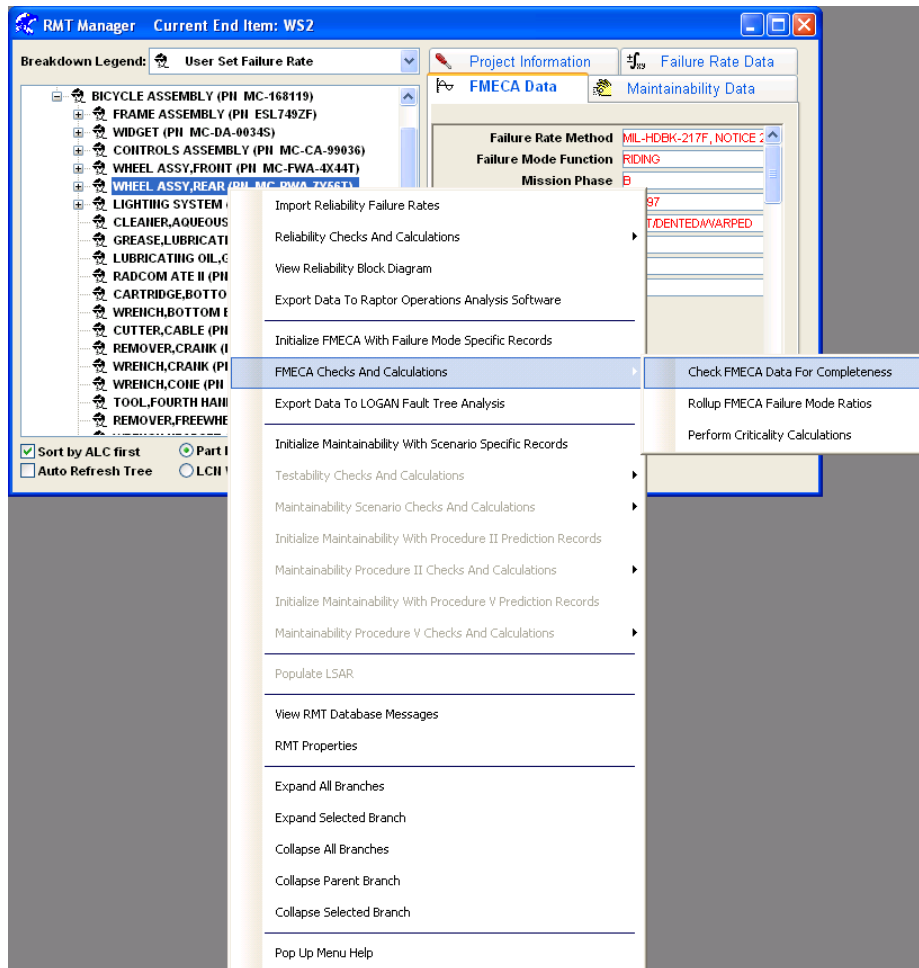 RMT Manager Current End Item: WS2
Breakdown Legend: User Set Failure Rate
Project Information
Failure Rate Data
FMECA Data
Maintainability Data
BICYCLE ASSEMBLY (PN MC-168119)
FRAME ASSEMBLY (PN ESL749ZF)
WIDGET (PN MC-DA-0034S)
CONTROLS ASSEMBLY (PN MC-CA-99036)
WHEEL ASSY,FRONT (PN MC-FWA-4X44T)
WHEEL ASSY,REAR (PN MC-RWA-7X56T)
LIGHTING SYSTEM
CLEANER,AQUEOUS
GREASE,LUBRICATI
LUBRICATING OIL,G
RADCOM ATE II (PN
CARTRIDGE,BOTTO
WRENCH,BOTTOM
CUTTER,CABLE (PN
REMOVER,CRANK
WRENCH,CRANK
WRENCH,CONE (PN
TOOL,FOURTH
REMOVER,FREEWHE
Sort by ALC first
Part
Auto Refresh Tree
LCN
Failure Rate Method MIL-HDBK-217F, NOTICE 2
Failure Mode Function RIDING
Mission Phase B
97
T/DENTED/WARPED
Import Reliability Failure Rates
Reliability Checks And Calculations
View Reliability Block Diagram
Export Data To Raptor Operations Analysis Software
Initialize FMECA With Failure Mode Specific Records
FMECA Checks And Calculations
Export Data To LOGAN Fault Tree Analysis
Initialize Maintainability With Scenario Specific Records
Testability Checks And Calculations
Maintainability Scenario Checks And Calculations
Initialize Maintainability With Procedure II Prediction Records
Maintainability Procedure II Checks And Calculations
Initialize Maintainability With Procedure V Prediction Records
Maintainability Procedure V Checks And Calculations
Populate LSAR
View RMT Database Messages
RMT Properties
Expand All Branches
Expand Selected Branch
Collapse All Branches
Collapse Parent Branch
Collapse Selected Branch
Pop Up Menu Help
Check FMECA Data For Completeness
Rollup FMECA Failure Mode Ratios
Perform Criticality Calculations